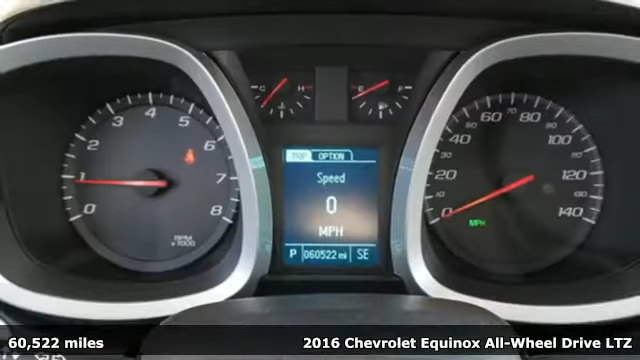 0 1 2 3 4 5 6 7 8
RPM
x1000
C H
E F
TRIP OPTION
Speed
0
MPH
P 060522 mi SE
0 20 40 60 80 100 120 140
MPH
60,522 miles
2016 Chevrolet Equinox All-Wheel Drive LTZ